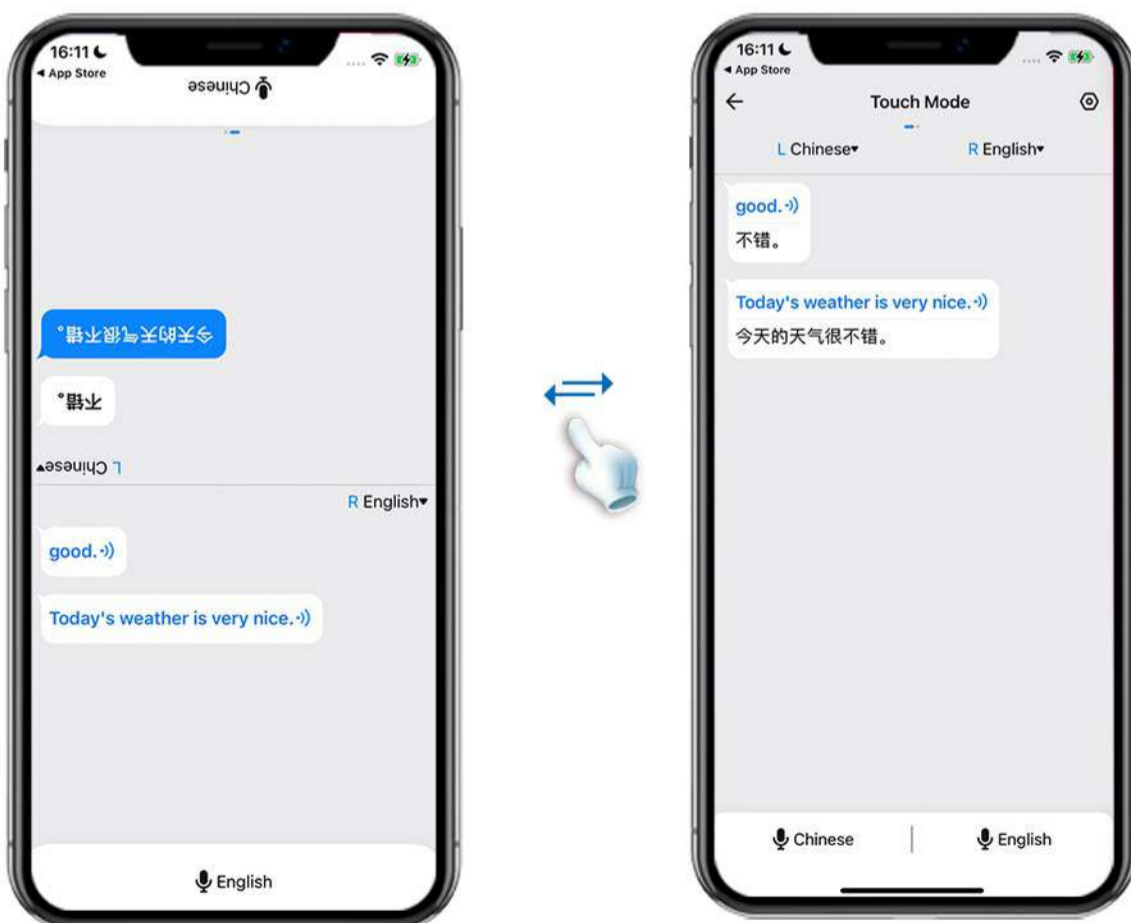 16:11
App Store
Chinese
今天的天气很不错。
不错。
L Chinese
R English
good.
Today's weather is very nice.
English
16:11
App Store
Touch Mode
L Chinese
R English
good.
不错。
Today's weather is very nice.
今天的天气很不错。
Chinese
English